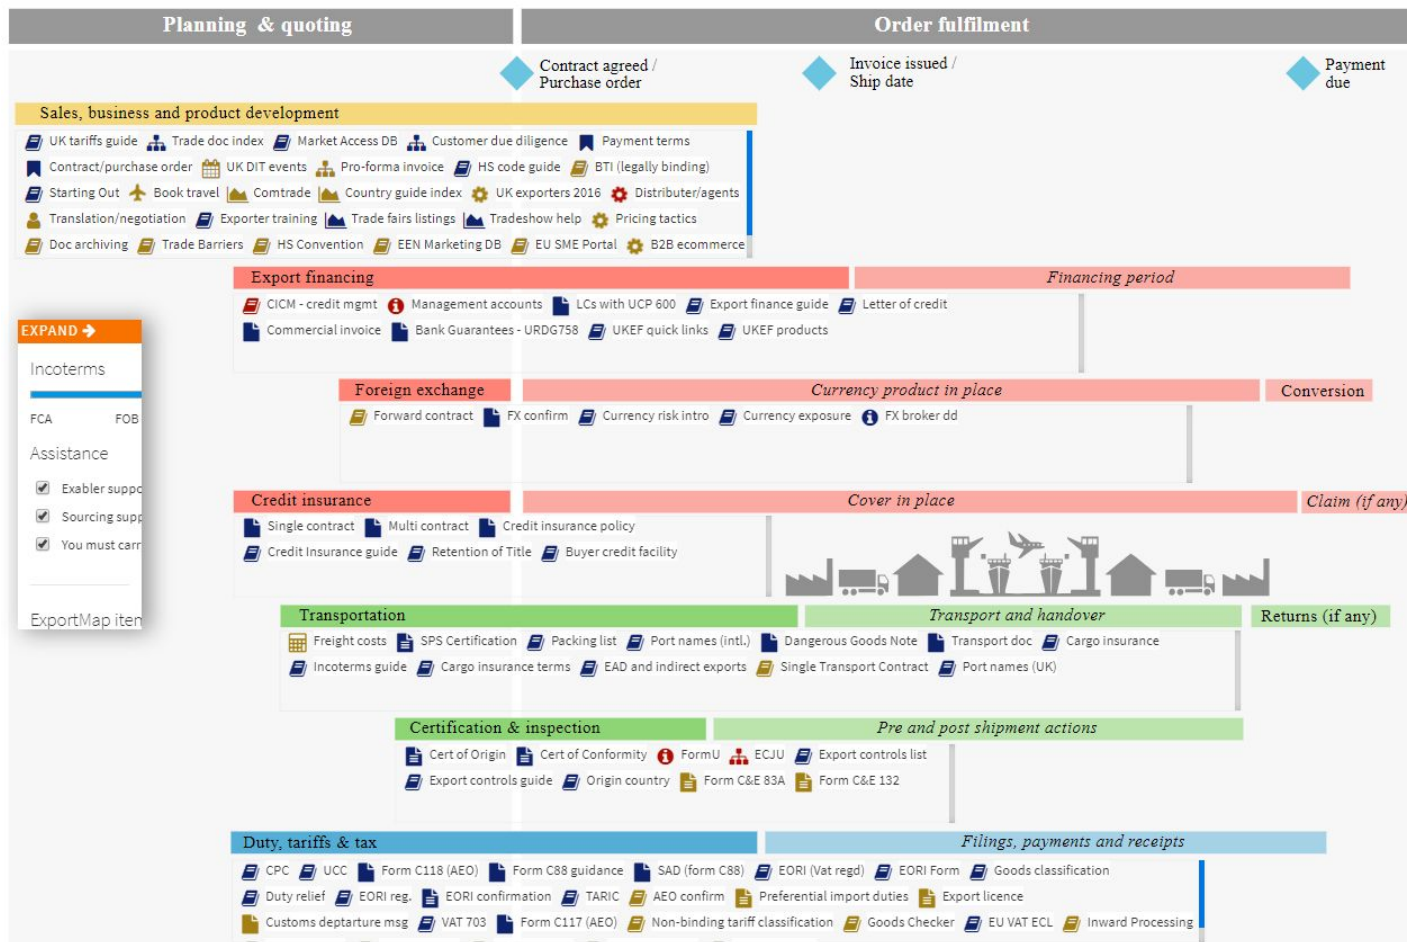 Planning & quoting
Order fulfilment
Contract agreed /
Purchase order
Invoice issued /
Ship date
Payment
due
Sales, business and product development
UK tariffs guide Trade doc index Market Access DB Customer due diligence Payment terms
Contract/purchase order UK DIT events Pro-forma invoice HS code guide BTI (legally binding)
Starting Out Book travel Comtrade Country guide index UK exporters 2016 Distributer/agents
Translation/negotiation Exporter training Trade fairs listings Tradeshow help Pricing tactics
Doc archiving Trade Barriers HS Convention EEN Marketing DB EU SME Portal B2B ecommerce
Export financing
Financing period
CICM - credit mgmt Management accounts LCs with UCP 600 Export finance guide Letter of credit
Commercial invoice Bank Guarantees - URDG758 UKEF quick links UKEF products
EXPAND
Incoterms
FCA FOB
Assistance
Exabler suppo
Sourcing supp
You must carr
ExportMap iten
Foreign exchange
Currency product in place
Conversion
Forward contract FX confirm Currency risk intro Currency exposure FX broker dd
Credit insurance
Cover in place
Claim (if any)
Single contract Multi contract Credit insurance policy
Credit Insurance guide Retention of Title Buyer credit facility
Transportation
Transport and handover
Returns (if any)
Freight costs SPS Certification Packing list Port names (intl.) Dangerous Goods Note Transport doc Cargo insurance
Incoterms guide Cargo insurance terms EAD and indirect exports Single Transport Contract Port names (UK)
Certification & inspection
Pre and post shipment actions
Cert of Origin Cert of Conformity FormU ECJU Export controls list
Export controls guide Origin country Form C&E 83A Form C&E 132
Duty, tariffs & tax
Filings, payments and receipts
CPC UCC Form C118 (AEO) Form C88 guidance SAD (form C88) EORI (Vat regd) EORI Form Goods classification
Duty relief EORI reg. EORI confirmation TARIC AEO confirm Preferential import duties Export licence
Customs deptarture msg VAT 703 Form C117 (AEO) Non-binding tariff classification Goods Checker EU VAT ECL Inward Processing